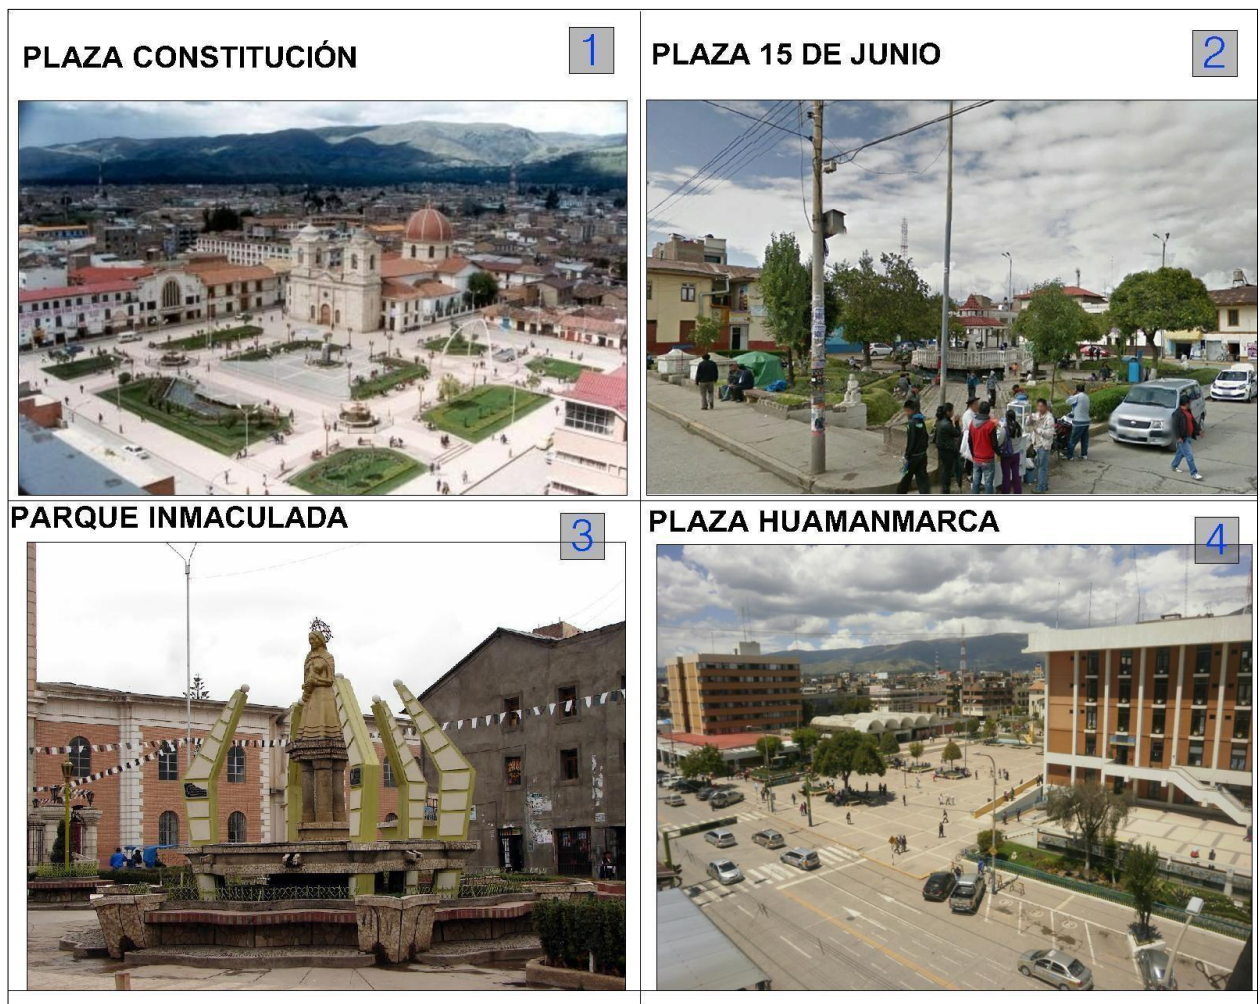 PLAZA CONSTITUCIÓN
1
PLAZA 15 DE JUNIO
2
PARQUE INMACULADA
3
PLAZA HUAMANMARCA
4